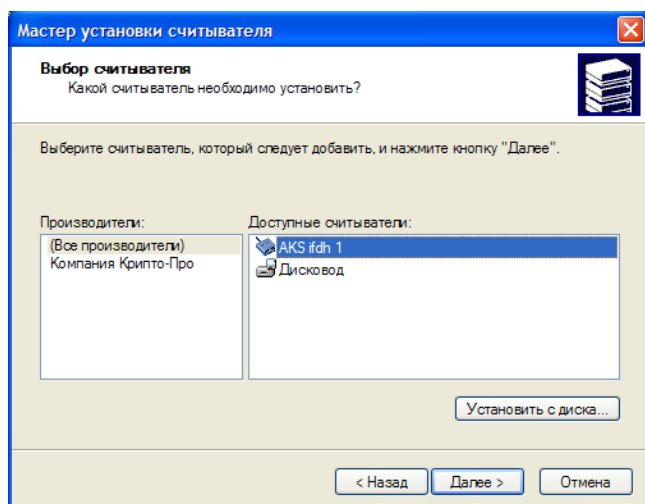 Мастер установки считывателя
Выбор считывателя
Какой считыватель необходимо установить?
Выберите считыватель, который следует добавить, и нажмите кнопку "Далее".
Производители:
(Все производители)
Компания Крипто-Про
Доступные считыватели:
AKS ifdh 1
Дисковод
Установить с диска...
< Назад
Далее >
Отмена